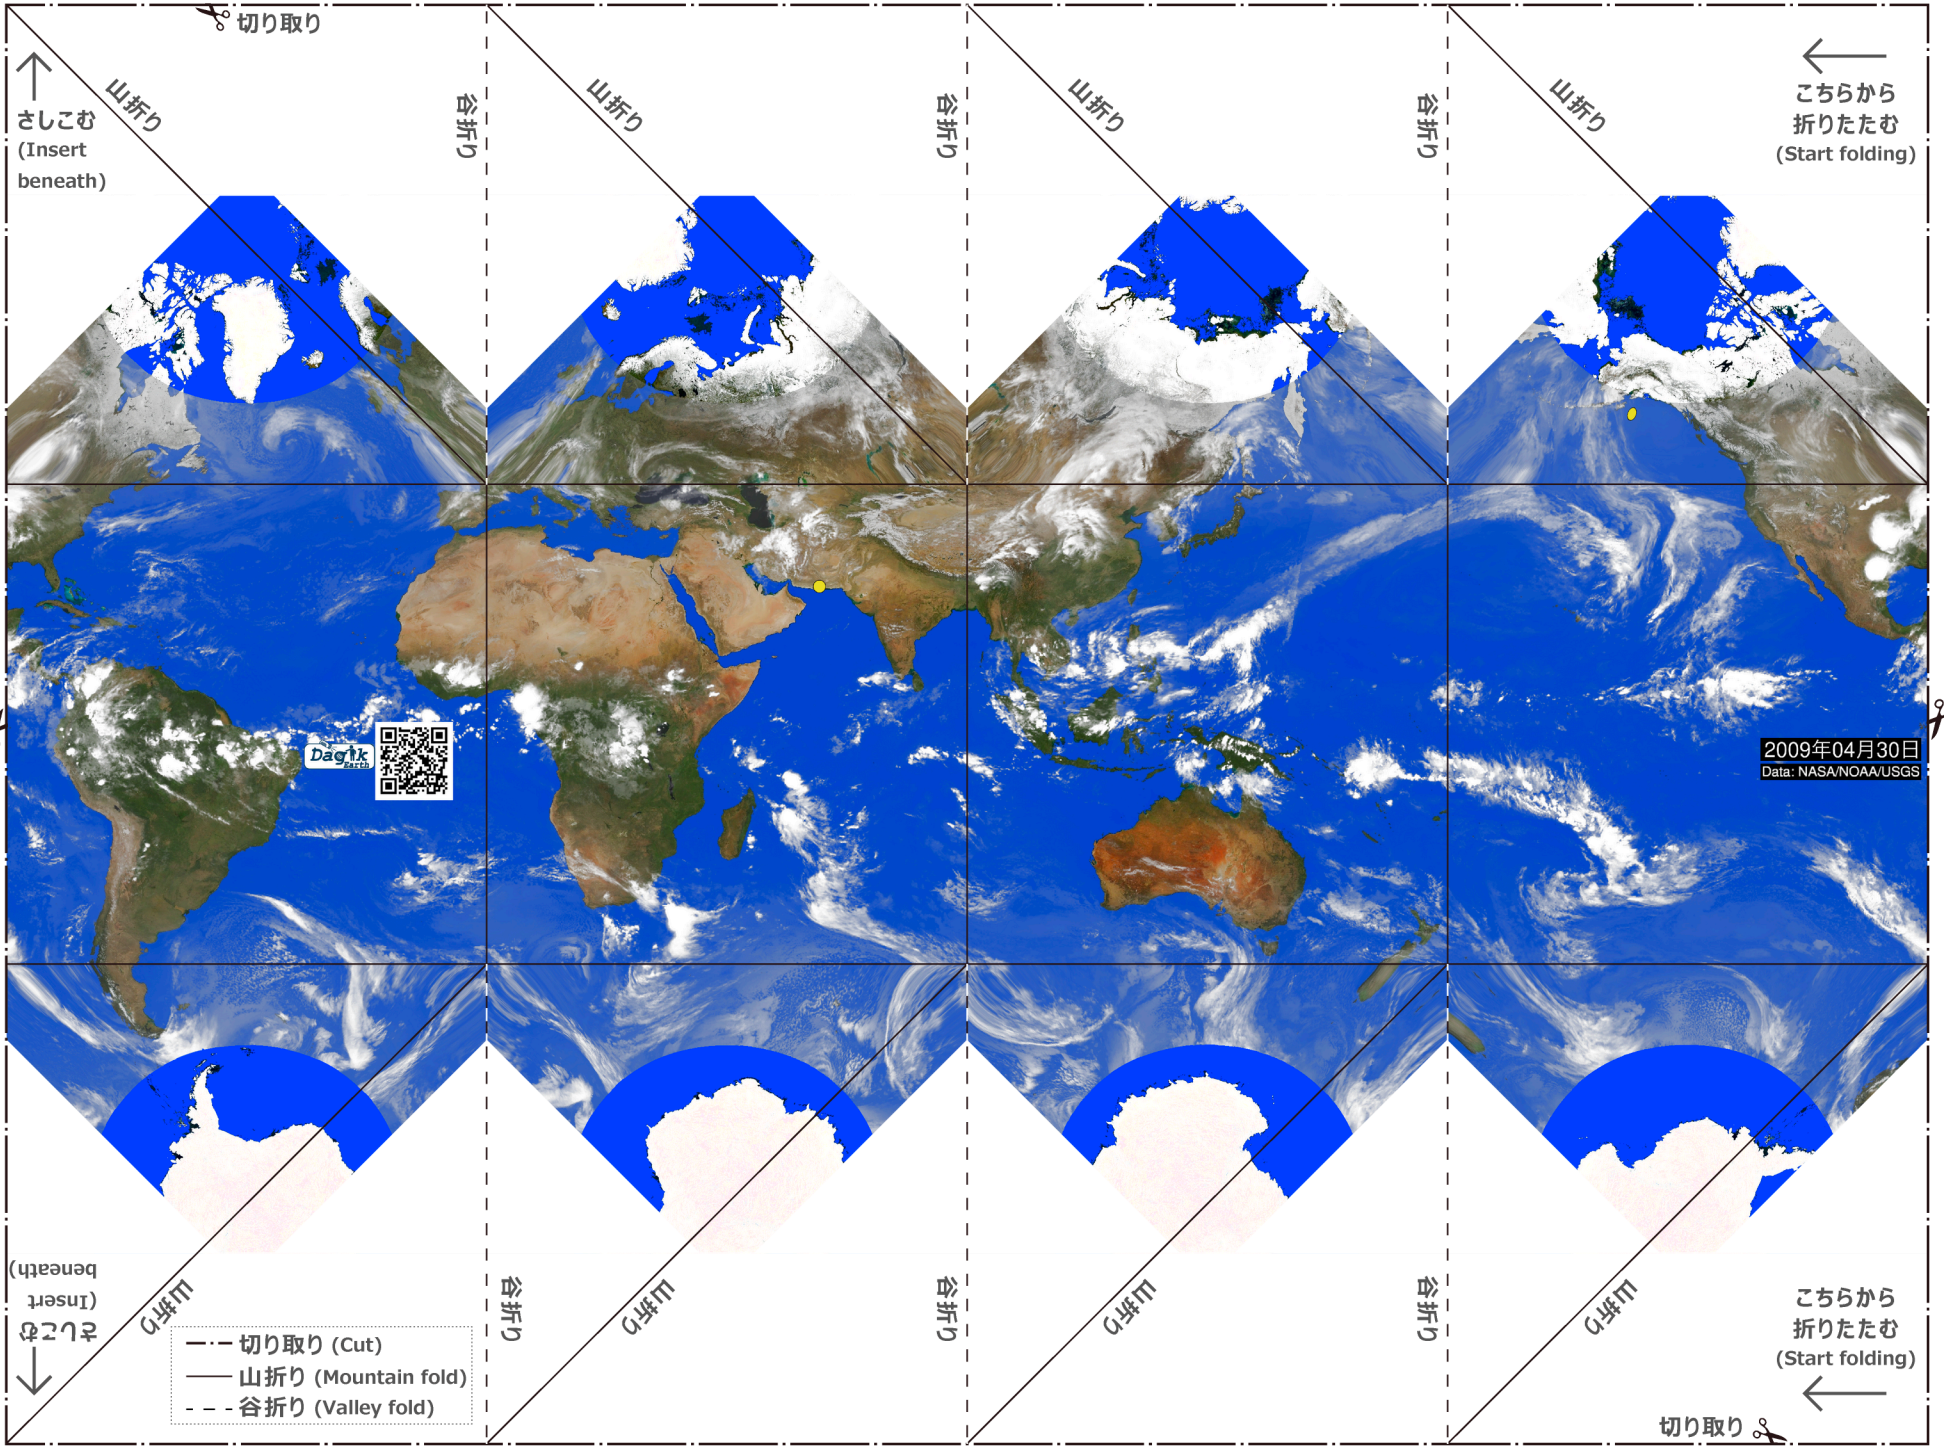 切り取り
山折り
谷折り
山折り
谷折り
山折り
谷折り
山折り
さしこむ
(Insert
beneath)
こちらから
折りたたむ
(Start folding)
Dagik
Earth
2009年04月30日
Data: NASA/NOAA/USGS
さしこむ
(Insert
beneath)
山折り
谷折り
山折り
谷折り
山折り
谷折り
山折り
こちらから
折りたたむ
(Start folding)
切り取り (Cut)
山折り (Mountain fold)
谷折り (Valley fold)
切り取り